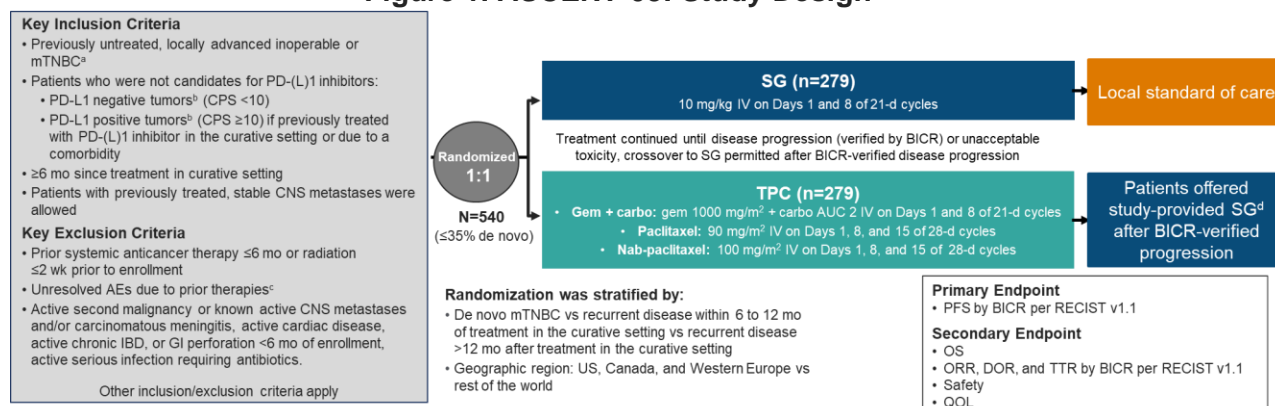 Figure 1. ASCENT-03: Study Design
Key Inclusion Criteria
• Previously untreated, locally advanced inoperable or
mTNBCᵃ
• Patients who were not candidates for PD-(L)1 inhibitors:
• PD-L1 negative tumorsᵇ (CPS <10)
• PD-L1 positive tumorsᵇ (CPS ≥10) if previously treated
with PD-(L)1 inhibitor in the curative setting or due to a
comorbidity
• ≥6 mo since treatment in curative setting
• Patients with previously treated, stable CNS metastases were
allowed
Key Exclusion Criteria
• Prior systemic anticancer therapy ≤6 mo or radiation
≤2 wk prior to enrollment
• Unresolved AEs due to prior therapiesᶜ
• Active second malignancy or known active CNS metastases
and/or carcinomatous meningitis, active cardiac disease,
active chronic IBD, or GI perforation <6 mo of enrollment,
active serious infection requiring antibiotics.
Other inclusion/exclusion criteria apply
Randomized
1:1
N=540
(≤35% de novo)
SG (n=279)
10 mg/kg IV on Days 1 and 8 of 21-d cycles
Local standard of care
Treatment continued until disease progression (verified by BICR) or unacceptable
toxicity, crossover to SG permitted after BICR-verified disease progression
TPC (n=279)
• Gem + carbo: gem 1000 mg/m² + carbo AUC 2 IV on Days 1 and 8 of 21-d cycles
• Paclitaxel: 90 mg/m² IV on Days 1, 8, and 15 of 28-d cycles
• Nab-paclitaxel: 100 mg/m² IV on Days 1, 8, and 15 of 28-d cycles
Patients offered
study-provided SGᵈ
after BICR-verified
progression
Randomization was stratified by:
• De novo mTNBC vs recurrent disease within 6 to 12 mo
of treatment in the curative setting vs recurrent disease
>12 mo after treatment in the curative setting
• Geographic region: US, Canada, and Western Europe vs
rest of the world
Primary Endpoint
• PFS by BICR per RECIST v1.1
Secondary Endpoint
• OS
• ORR, DOR, and TTR by BICR per RECIST v1.1
• Safety
• QOL